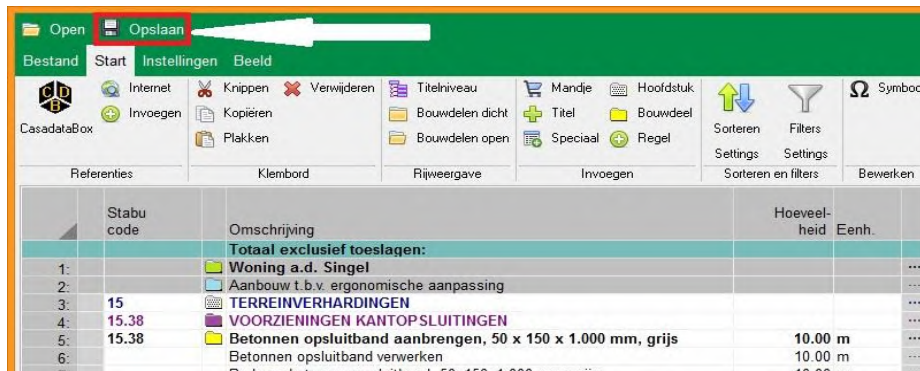 Open Opslaan
Bestand Start Instellingen Beeld
Internet Knippen Verwijderen Titelniveau Mandje Hoofdstuk Symboo
Invoegen Kopiëren Bouwdelen dicht Titel Bouwdeel
CasadataBox Plakken Bouwdelen open Speciaal Regel Sorteren Filters
Settings Settings
Referenties Klembord Rijweergave Invoegen Sorteren en filters Bewerken
Stabu code Omschrijving Hoeveel-heid Eenh.
Totaal exclusief toeslagen:
1: Woning a.d. Singel
2: Aanbouw t.b.v. ergonomische aanpassing
3: 15 TERREINVERHARDINGEN
4: 15.38 VOORZIENINGEN KANTOPSLUITINGEN
5: 15.38 Betonnen opsluitband aanbrengen, 50 x 150 x 1.000 mm, grijs 10.00 m
6: Betonnen opsluitband verwerken 10.00 m